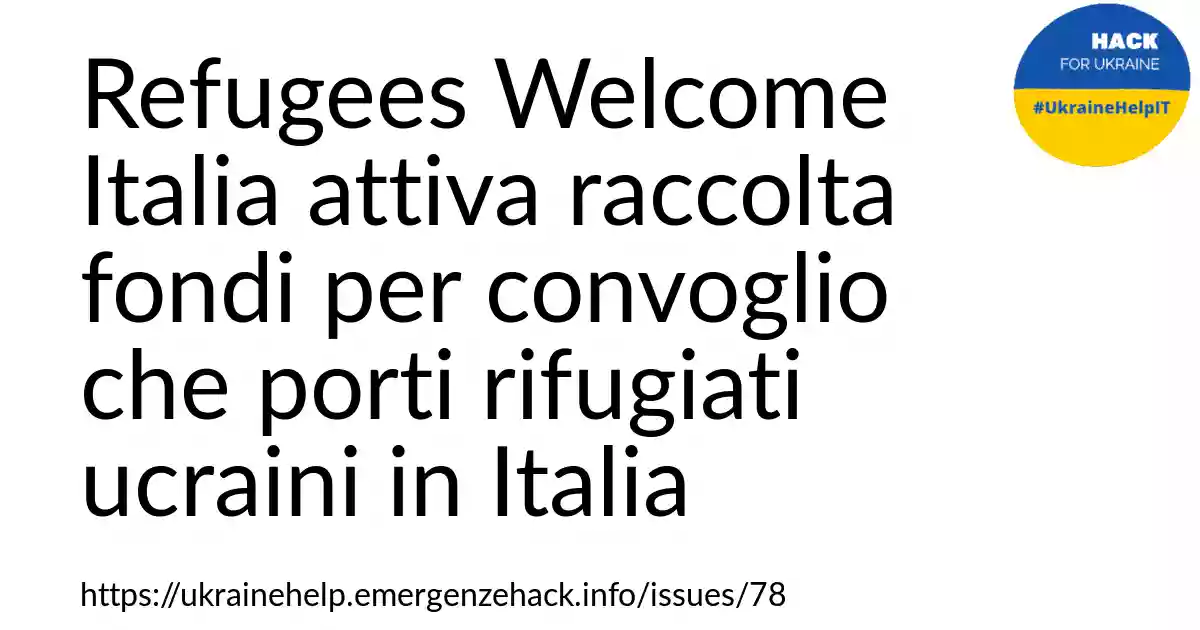 HACK
FOR UKRAINE
#UkraineHelpIT
Refugees Welcome
Italia attiva raccolta
fondi per convoglio
che porti rifugiati
ucraini in Italia
https://ukrainehelp.emergenzehack.info/issues/78